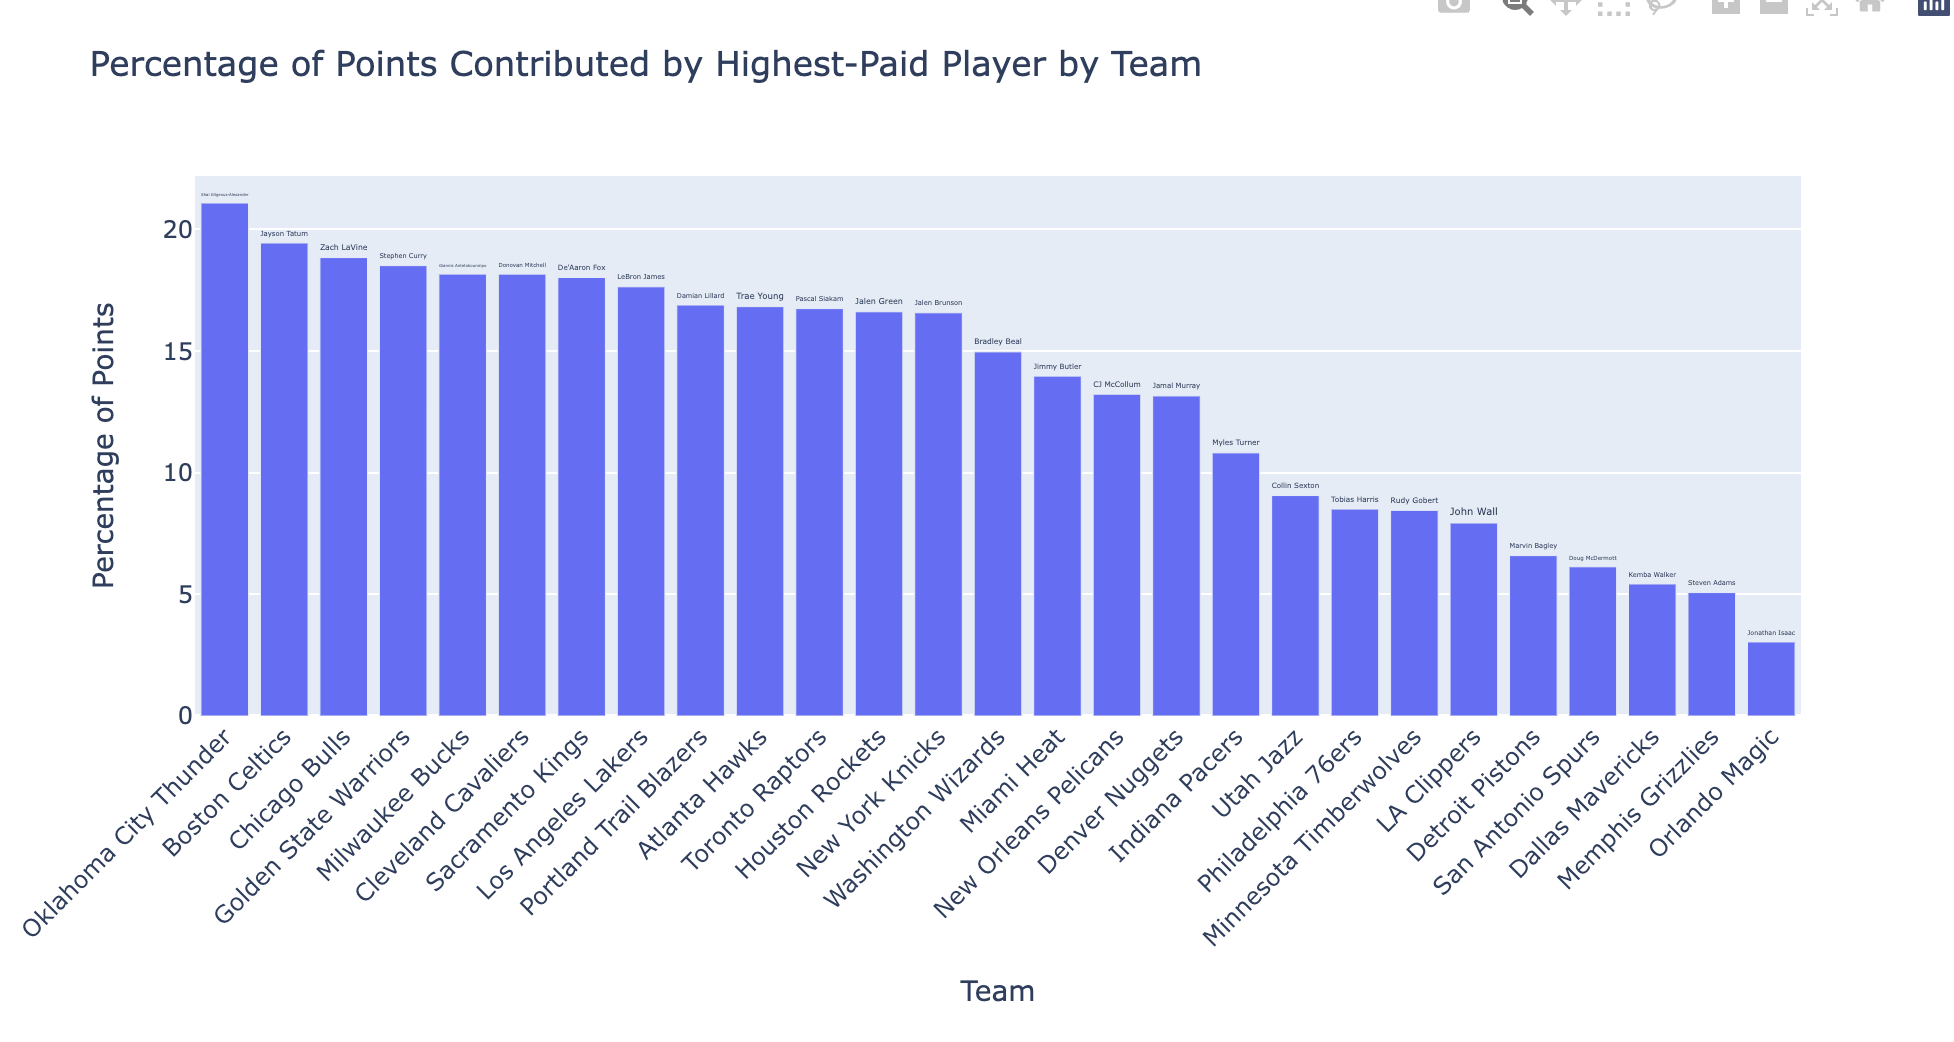 Percentage of Points Contributed by Highest-Paid Player by Team
Percentage of Points
20
15
10
5
0
Shai Gilgeous-Alexander
Jayson Tatum
Zach LaVine
Stephen Curry
Giannis Antetokounmpo
Donovan Mitchell
De'Aaron Fox
LeBron James
Damian Lillard
Trae Young
Pascal Siakam
Jalen Green
Jalen Brunson
Bradley Beal
Jimmy Butler
CJ McCollum
Jamal Murray
Myles Turner
Collin Sexton
Tobias Harris
Rudy Gobert
John Wall
Marvin Bagley
Doug McDermott
Kemba Walker
Steven Adams
Jonathan Isaac
Oklahoma City Thunder
Boston Celtics
Chicago Bulls
Golden State Warriors
Milwaukee Bucks
Cleveland Cavaliers
Sacramento Kings
Los Angeles Lakers
Portland Trail Blazers
Atlanta Hawks
Toronto Raptors
Houston Rockets
New York Knicks
Washington Wizards
Miami Heat
New Orleans Pelicans
Denver Nuggets
Indiana Pacers
Utah Jazz
Philadelphia 76ers
Minnesota Timberwolves
LA Clippers
Detroit Pistons
San Antonio Spurs
Dallas Mavericks
Memphis Grizzlies
Orlando Magic
Team